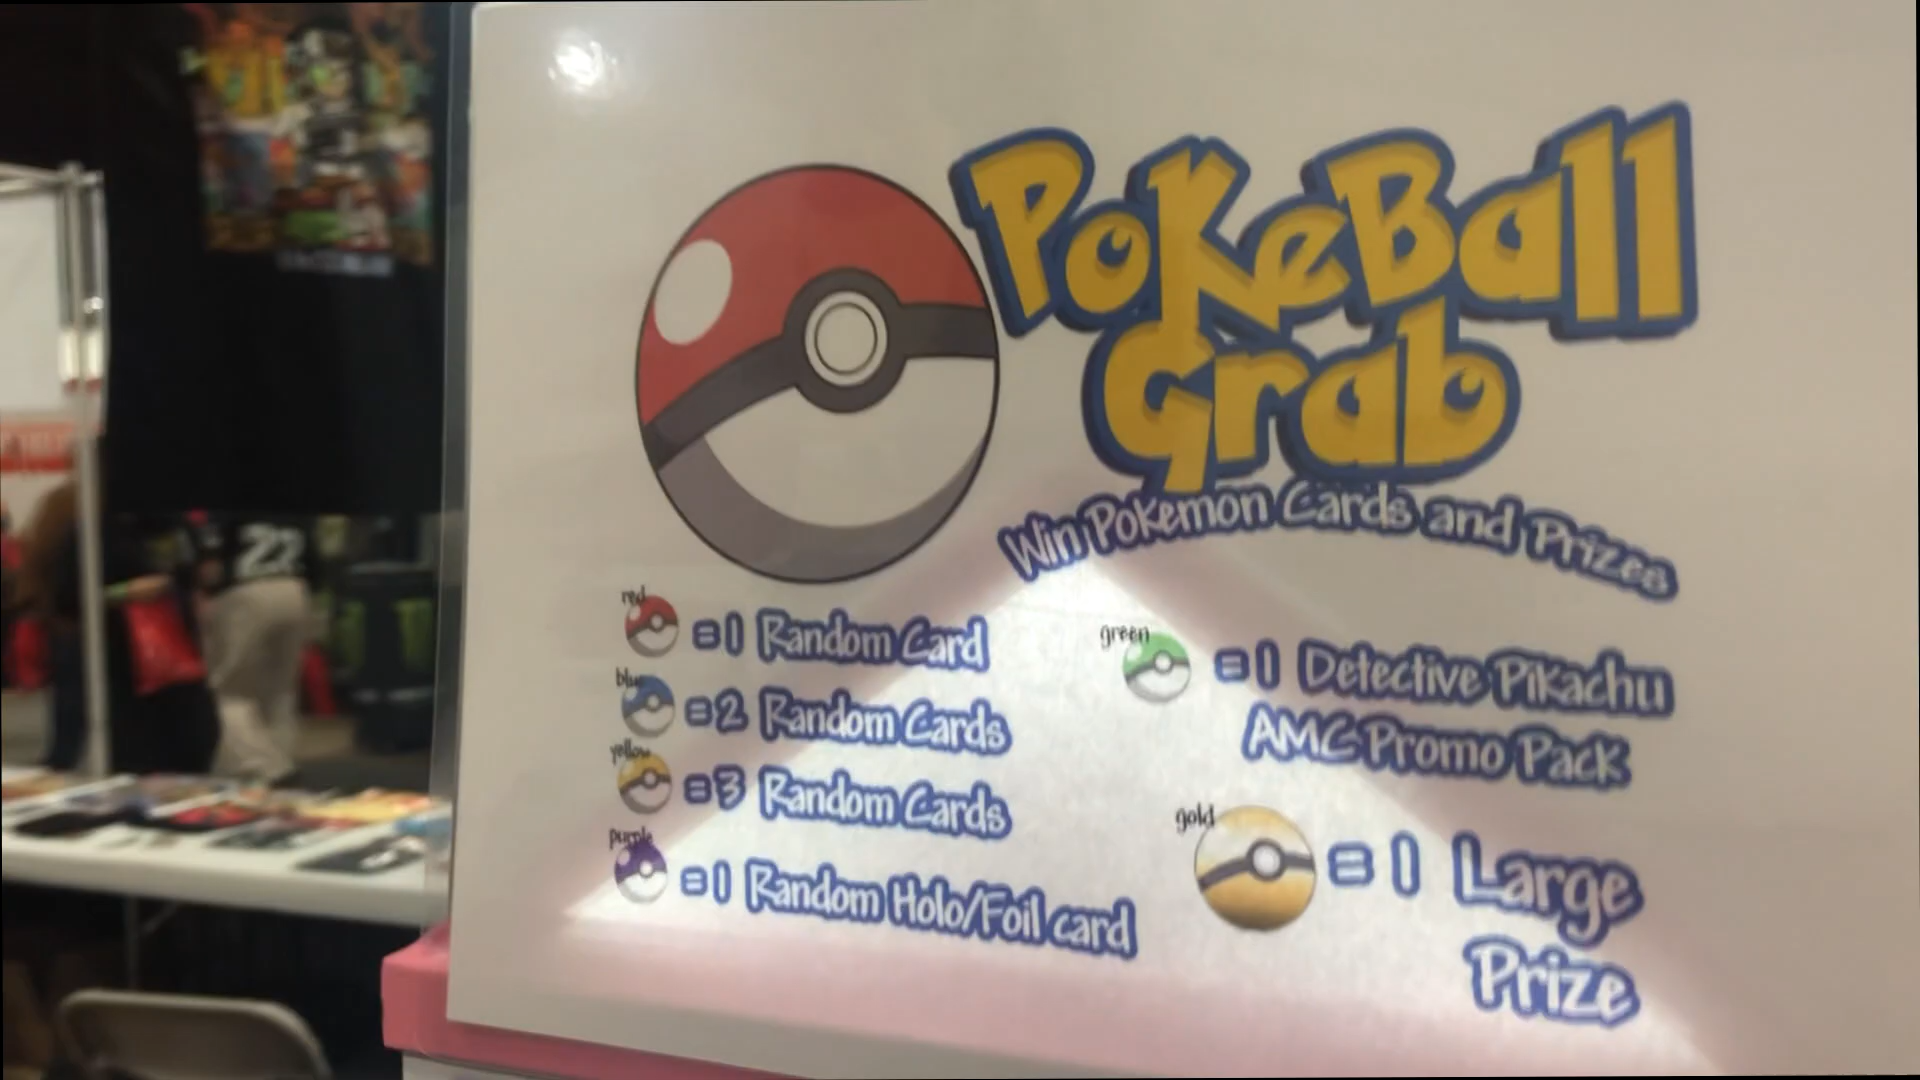 PokeBall
Grab
Win Pokemon Cards and Prizes
red
=1 Random Card
blue
=2 Random Cards
yellow
=3 Random Cards
purple
=1 Random Holo/Foil card
green
=1 Detective Pikachu
AMC Promo Pack
gold
=1 Large
Prize
22